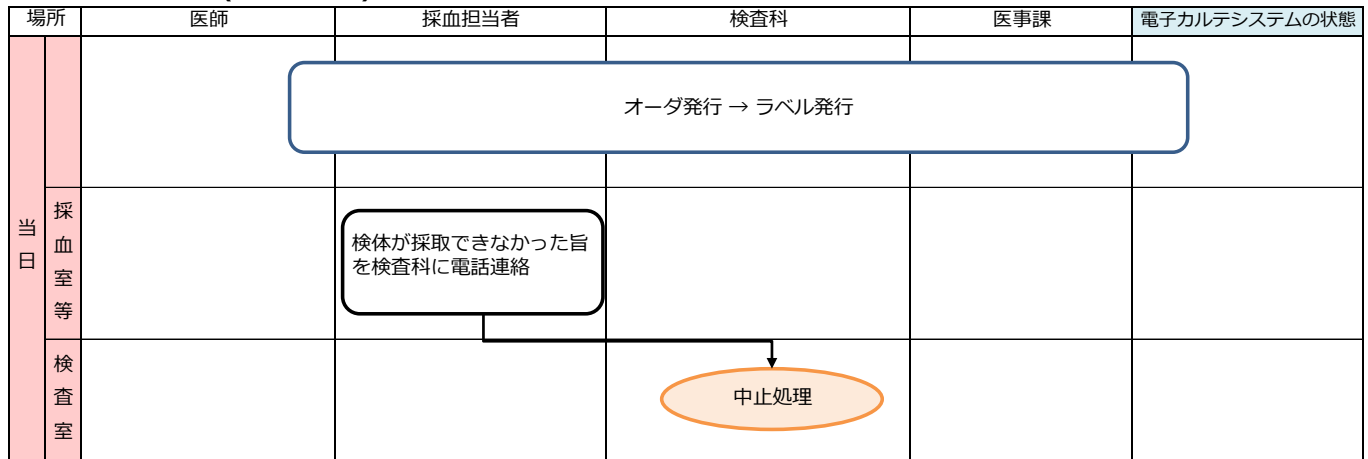 場所
医師
採血担当者
検査科
医事課
電子カルテシステムの状態
オーダ発行 → ラベル発行
当日
採血室等
検体が採取できなかった旨
を検査科に電話連絡
検査室
中止処理